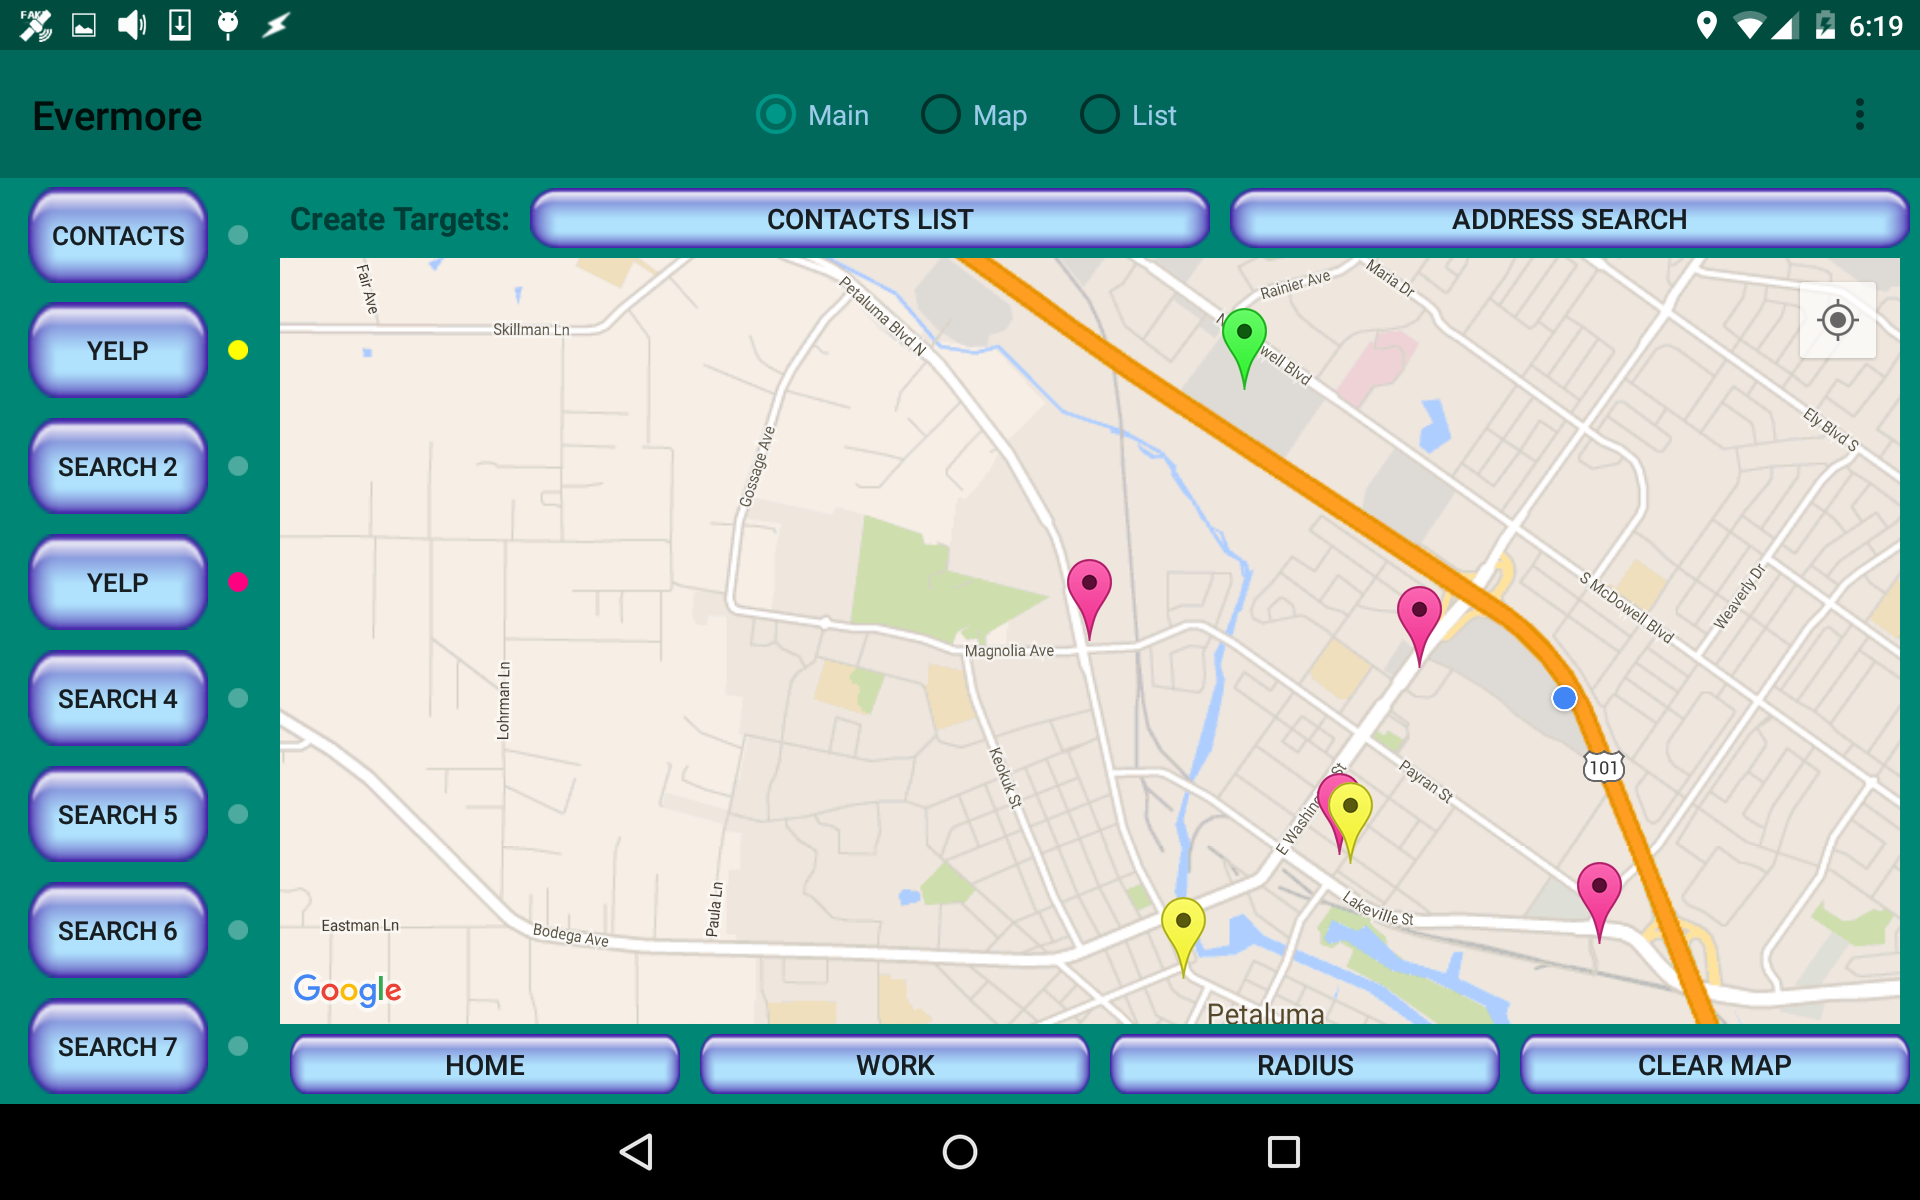 FAKE
6:19
Evermore
Main
Map
List
CONTACTS
Create Targets:
CONTACTS LIST
ADDRESS SEARCH
YELP
SEARCH 2
YELP
SEARCH 4
SEARCH 5
SEARCH 6
SEARCH 7
Fair Ave
Skillman Ln
Petaluma Blvd N
Rainier Ave
Maria Dr
Ely Blvd S
Gossage Ave
S McDowell Blvd
Weaverly Dr
Magnolia Ave
Lohrman Ln
Keokuk St
101
Payran St
Paula Ln
Lakeville St
Eastman Ln
Bodega Ave
Google
Petaluma
HOME
WORK
RADIUS
CLEAR MAP